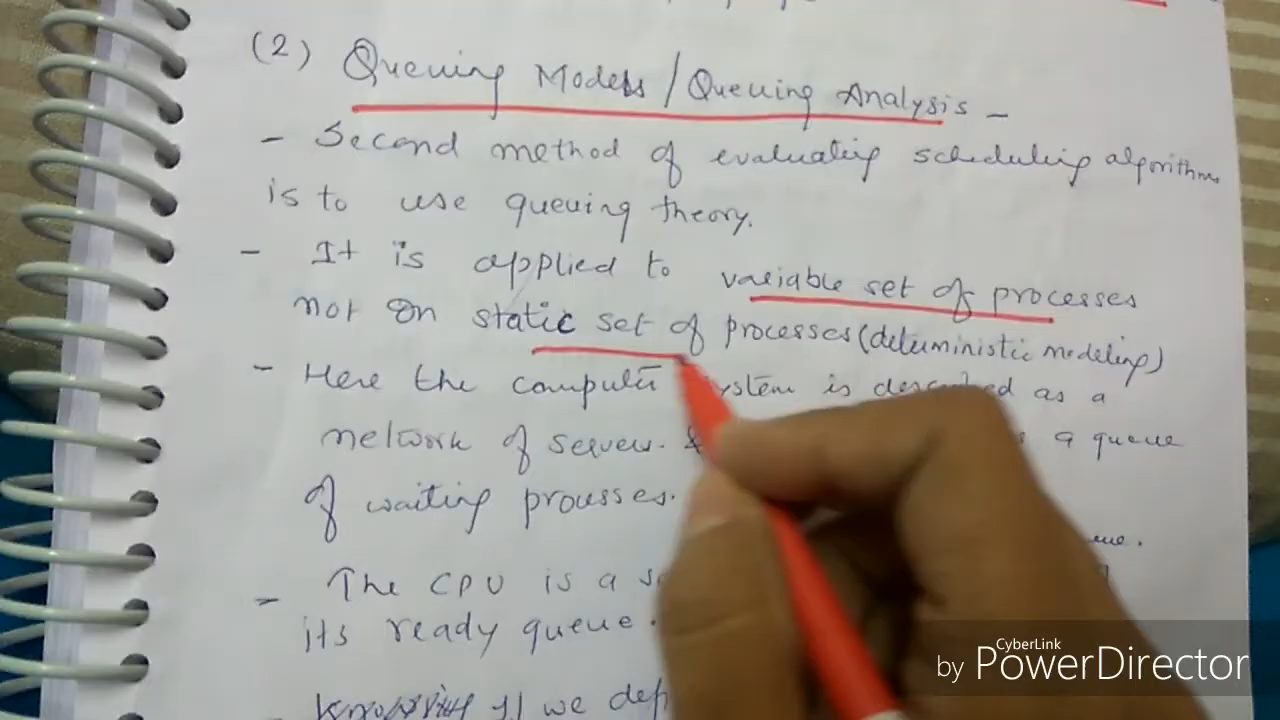 (2) Queuing Models / Queuing Analysis -
- Second method of evaluating scheduling algorithms
is to use queuing theory.
- It is applied to variable set of processes
not on static set of processes (deterministic modeling)
- Here the computer system is described as a
network of servers. a queue
of waiting processes.
- The CPU is a
its ready queue.
we
CyberLink
by PowerDirector